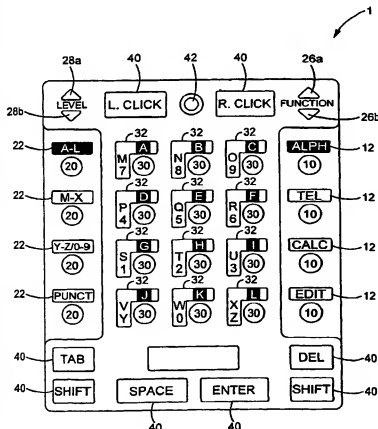 1
28a 40 42 40 26a
LEVEL L. CLICK R. CLICK FUNCTION
28b 26b
32 32 32
22 A-L M 7 A 30 N 8 B 30 O 9 C 30 ALPH 12
20 10
32 32 32
22 M-X P 4 D 30 Q 5 E 30 R 6 F 30 TEL 12
20 10
32 32 32
22 Y-Z/0-9 S 1 G 30 T 2 H 30 U 3 I 30 CALC 12
20 10
32 32 32
22 PUNCT V Y J 30 W 0 K 30 X Z L 30 EDIT 12
20 10
40 TAB DEL 40
40 SHIFT SPACE ENTER SHIFT 40
40 40